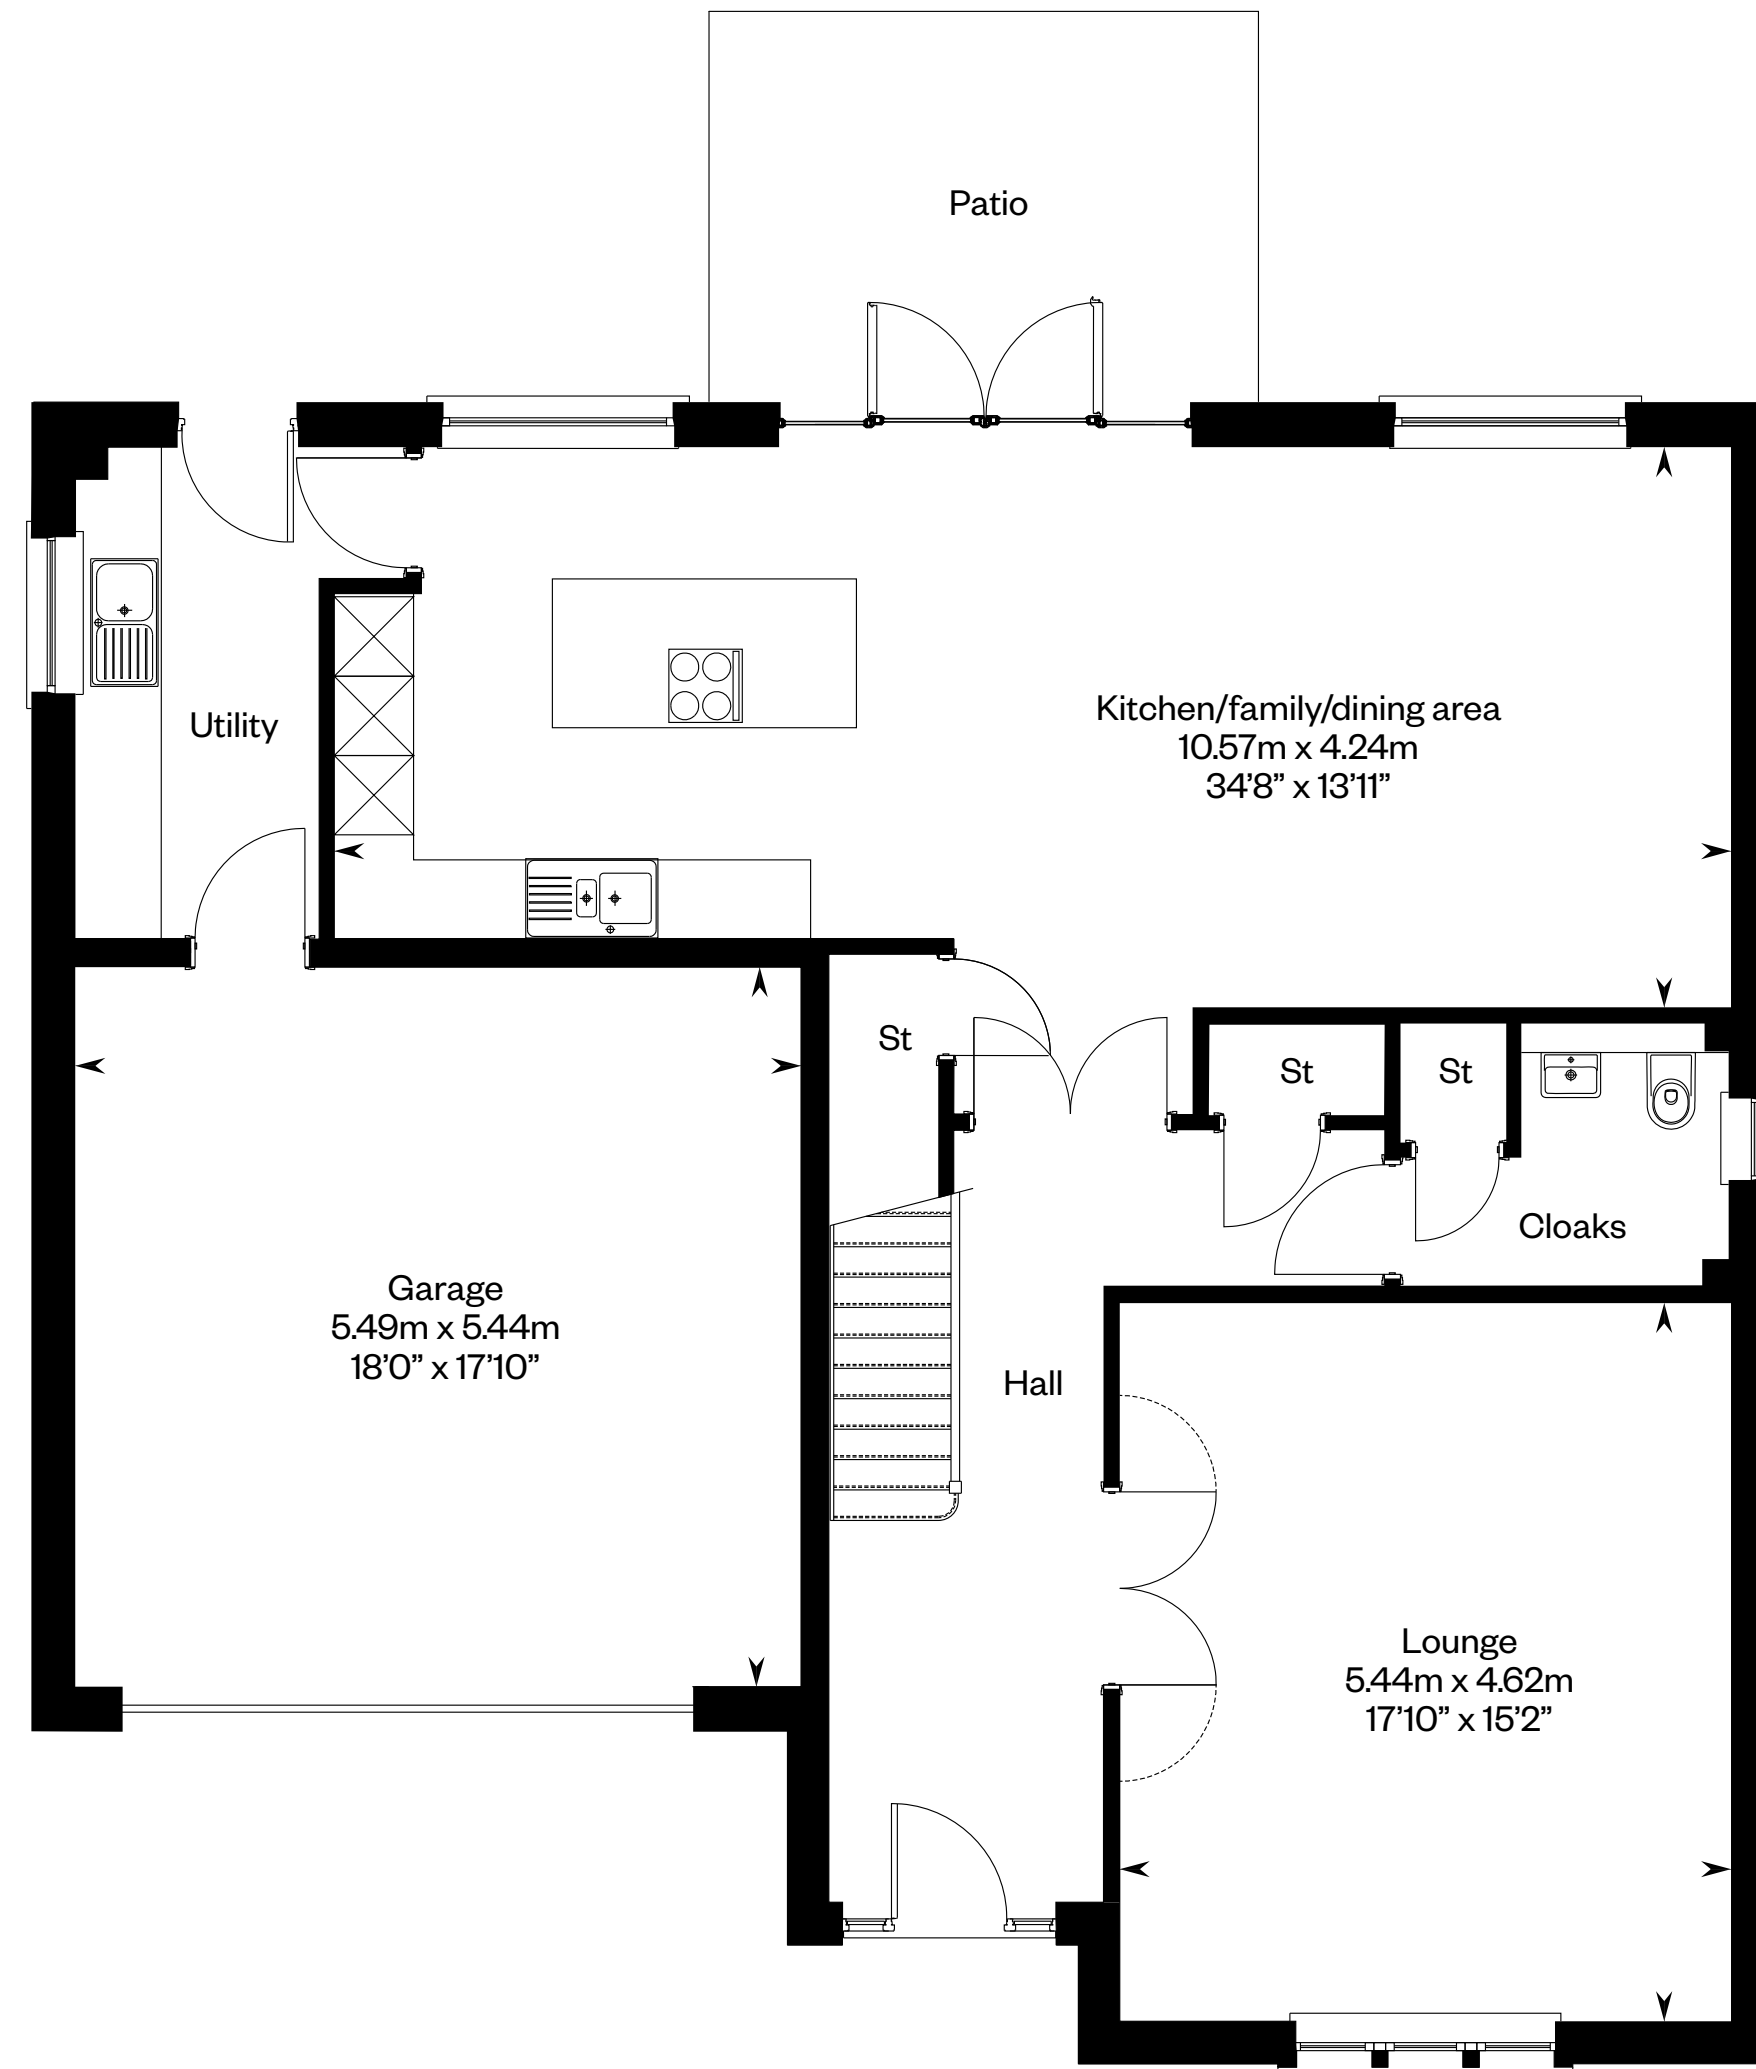 Patio
Utility
Kitchen/family/dining area
10.57m x 4.24m
34’8” x 13’11”
St
St
St
Cloaks
Garage
5.49m x 5.44m
18’0” x 17’10”
Hall
Lounge
5.44m x 4.62m
17’10” x 15’2”